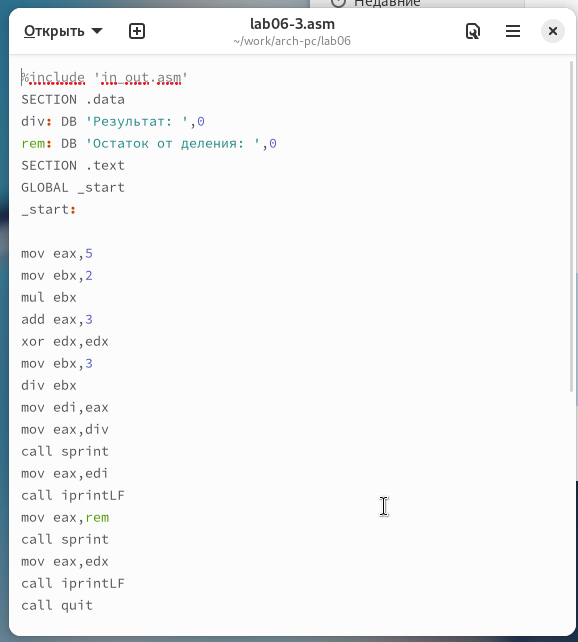 Недавние
Открыть
lab06-3.asm
~/work/arch-pc/lab06
%include 'in_out.asm'
SECTION .data
div: DB 'Результат: ',0
rem: DB 'Остаток от деления: ',0
SECTION .text
GLOBAL _start
_start:
mov eax,5
mov ebx,2
mul ebx
add eax,3
xor edx,edx
mov ebx,3
div ebx
mov edi,eax
mov eax,div
call sprint
mov eax,edi
call iprintLF
mov eax,rem
call sprint
mov eax,edx
call iprintLF
call quit